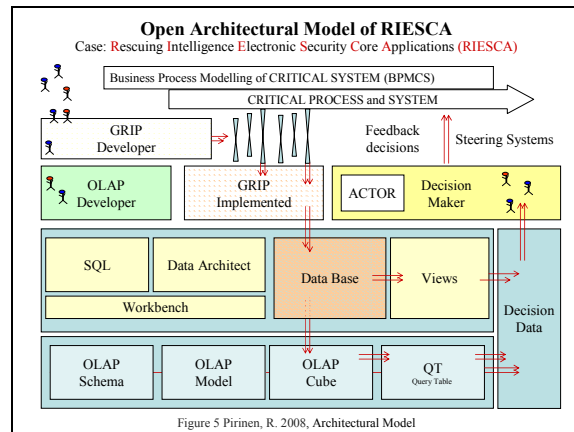 Open Architectural Model of RIESCA
Case: Rescuing Intelligence Electronic Security Core Applications (RIESCA)
Business Process Modelling of CRITICAL SYSTEM (BPMCS)
CRITICAL PROCESS and SYSTEM
GRIP
Developer
Feedback
decisions
Steering Systems
OLAP
Developer
GRIP
Implemented
ACTOR
Decision
Maker
SQL
Data Architect
Workbench
Data Base
Views
Decision
Data
OLAP
Schema
OLAP
Model
OLAP
Cube
QT
Query Table
Figure 5 Pirinen, R. 2008, Architectural Model